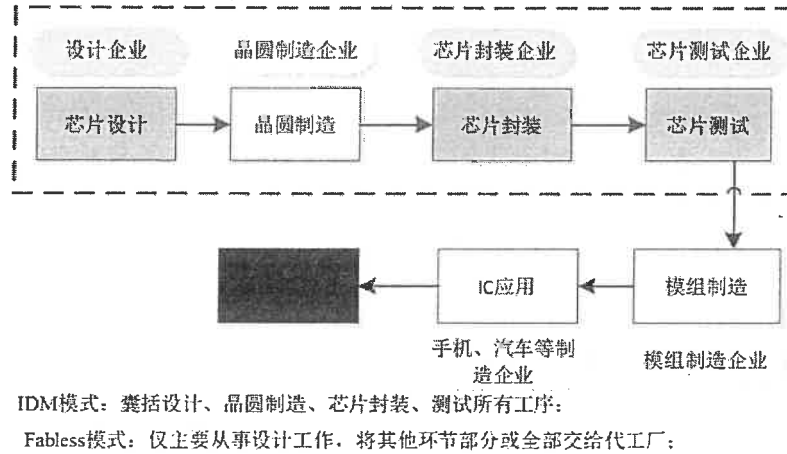 设计企业
晶圆制造企业
芯片封装企业
芯片测试企业
芯片设计
晶圆制造
芯片封装
芯片测试
IC应用
模组制造
手机、汽车等制
造企业
模组制造企业
IDM模式：囊括设计、晶圆制造、芯片封装、测试所有工序；
Fabless模式：仅主要从事设计工作，将其他环节部分或全部交给代工厂；